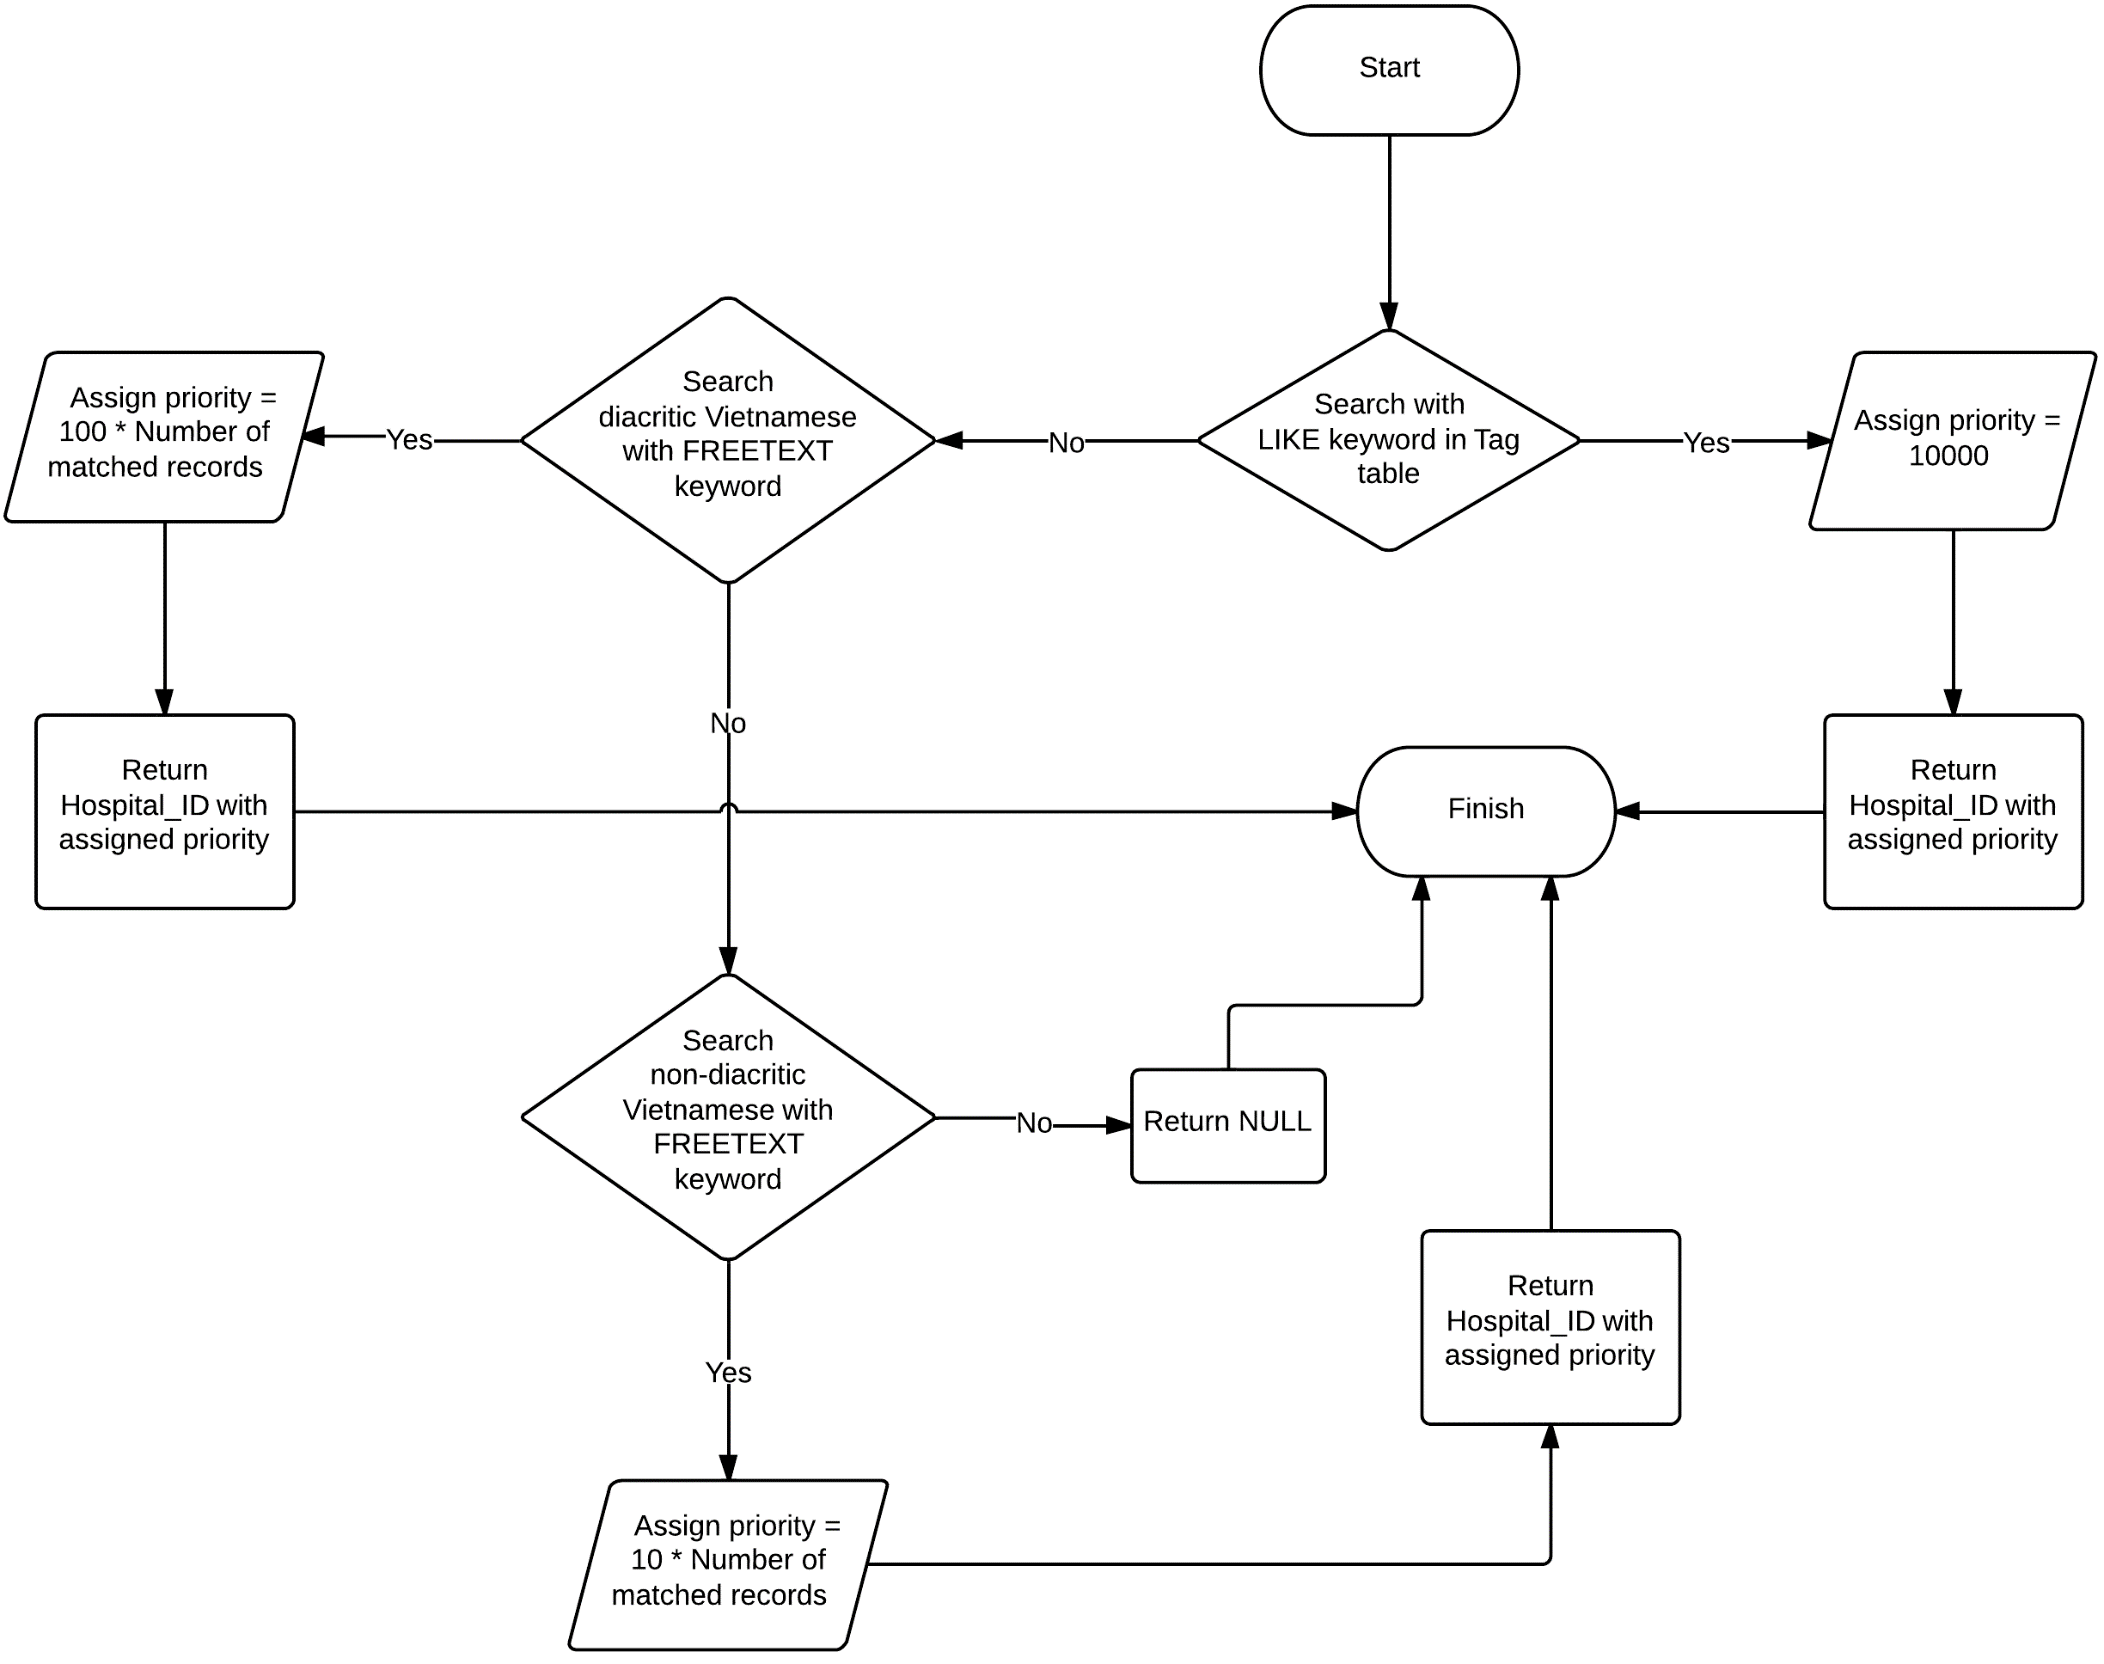 Start
Search with
LIKE keyword in Tag
table
Yes
Assign priority =
10000
Return
Hospital_ID with
assigned priority
No
Search
diacritic Vietnamese
with FREETEXT
keyword
Yes
Assign priority =
100 * Number of
matched records
Return
Hospital_ID with
assigned priority
No
Finish
Search
non-diacritic
Vietnamese with
FREETEXT
keyword
No
Return NULL
Yes
Assign priority =
10 * Number of
matched records
Return
Hospital_ID with
assigned priority